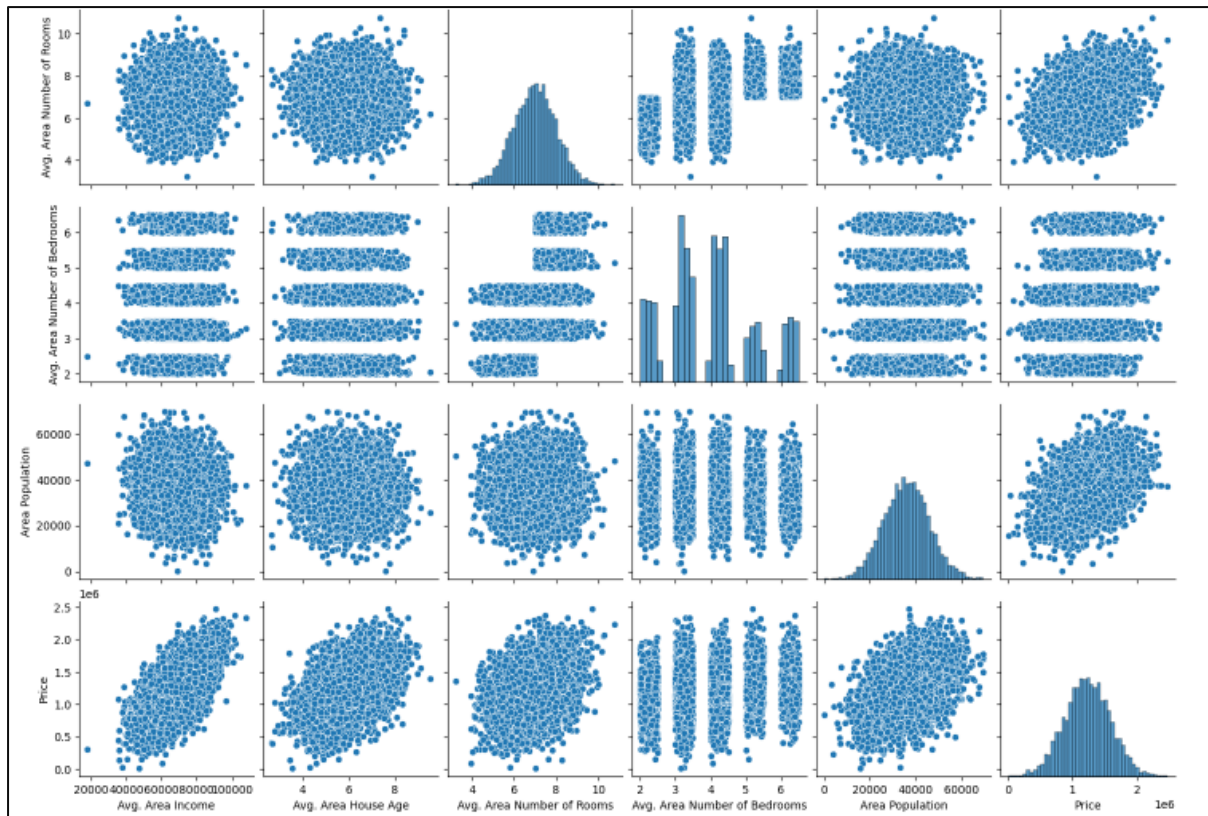 Avg. Area Number of Rooms
10
8
6
4
Avg. Area Number of Bedrooms
6
5
4
3
2
Area Population
60000
40000
20000
0
1e6
Price
2.5
2.0
1.5
1.0
0.5
0.0
20000 40000 60000 80000 100000
4 6 8
4 6 8 10
2 3 4 5 6
0 20000 40000 60000
0 1 2
1e6
Avg. Area Income
Avg. Area House Age
Avg. Area Number of Rooms
Avg. Area Number of Bedrooms
Area Population
Price